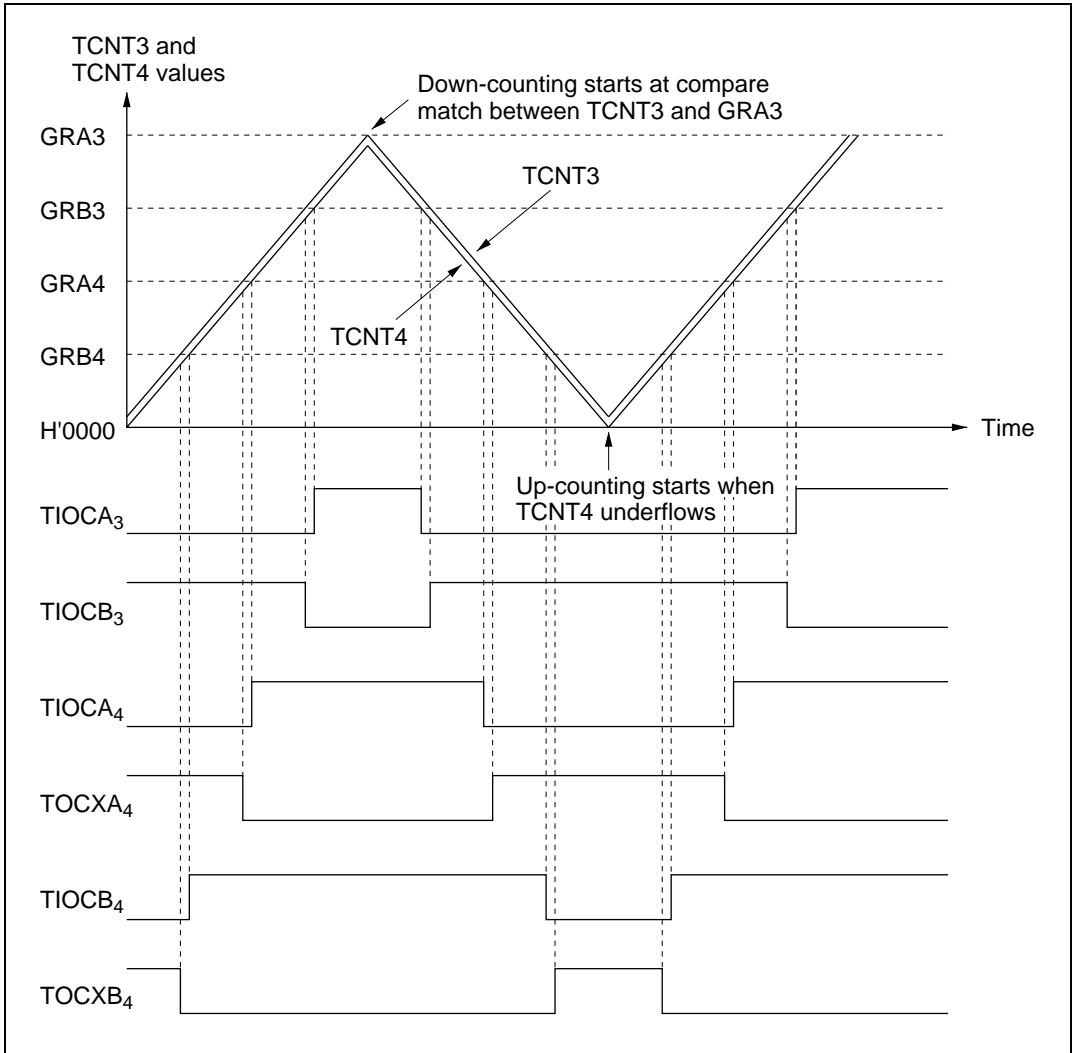 TCNT3 and
TCNT4 values
Down-counting starts at compare
match between TCNT3 and GRA3
GRA3
TCNT3
GRB3
GRA4
TCNT4
GRB4
H'0000
Time
Up-counting starts when
TCNT4 underflows
TIOCA3
TIOCB3
TIOCA4
TOCXA4
TIOCB4
TOCXB4